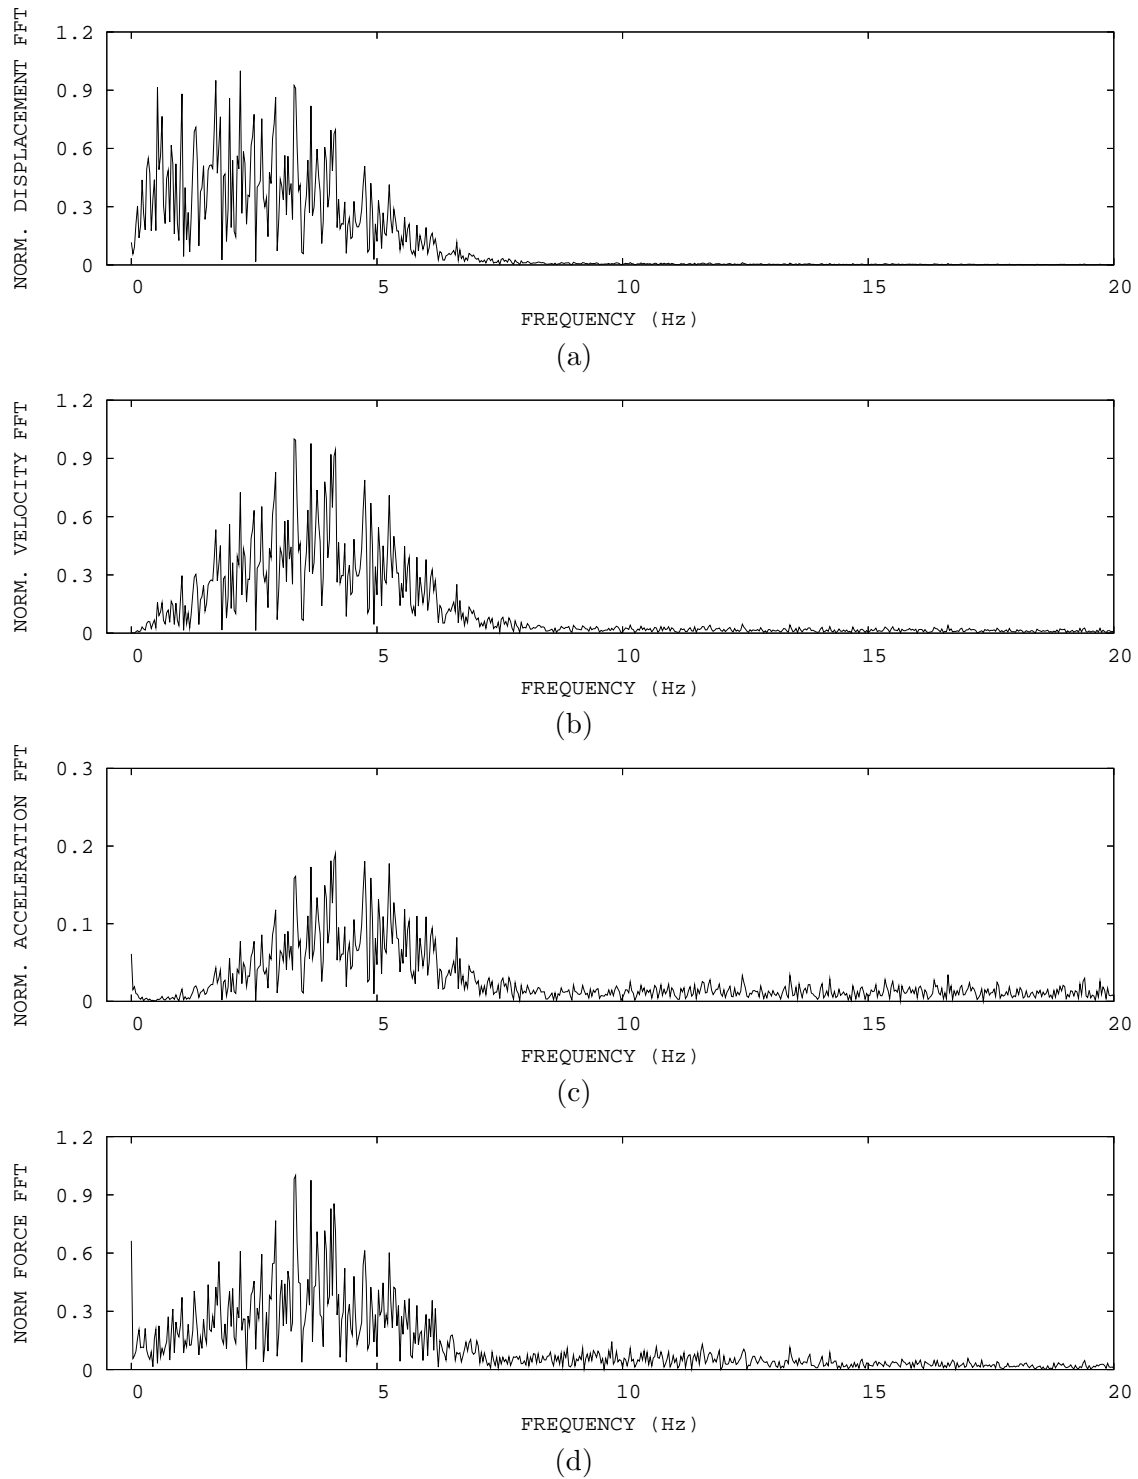 NORM. DISPLACEMENT FFT
1.2
0.9
0.6
0.3
0
0 5 10 15 20
FREQUENCY (Hz)
(a)
NORM. VELOCITY FFT
1.2
0.9
0.6
0.3
0
0 5 10 15 20
FREQUENCY (Hz)
(b)
NORM. ACCELERATION FFT
0.3
0.2
0.1
0
0 5 10 15 20
FREQUENCY (Hz)
(c)
NORM FORCE FFT
1.2
0.9
0.6
0.3
0
0 5 10 15 20
FREQUENCY (Hz)
(d)